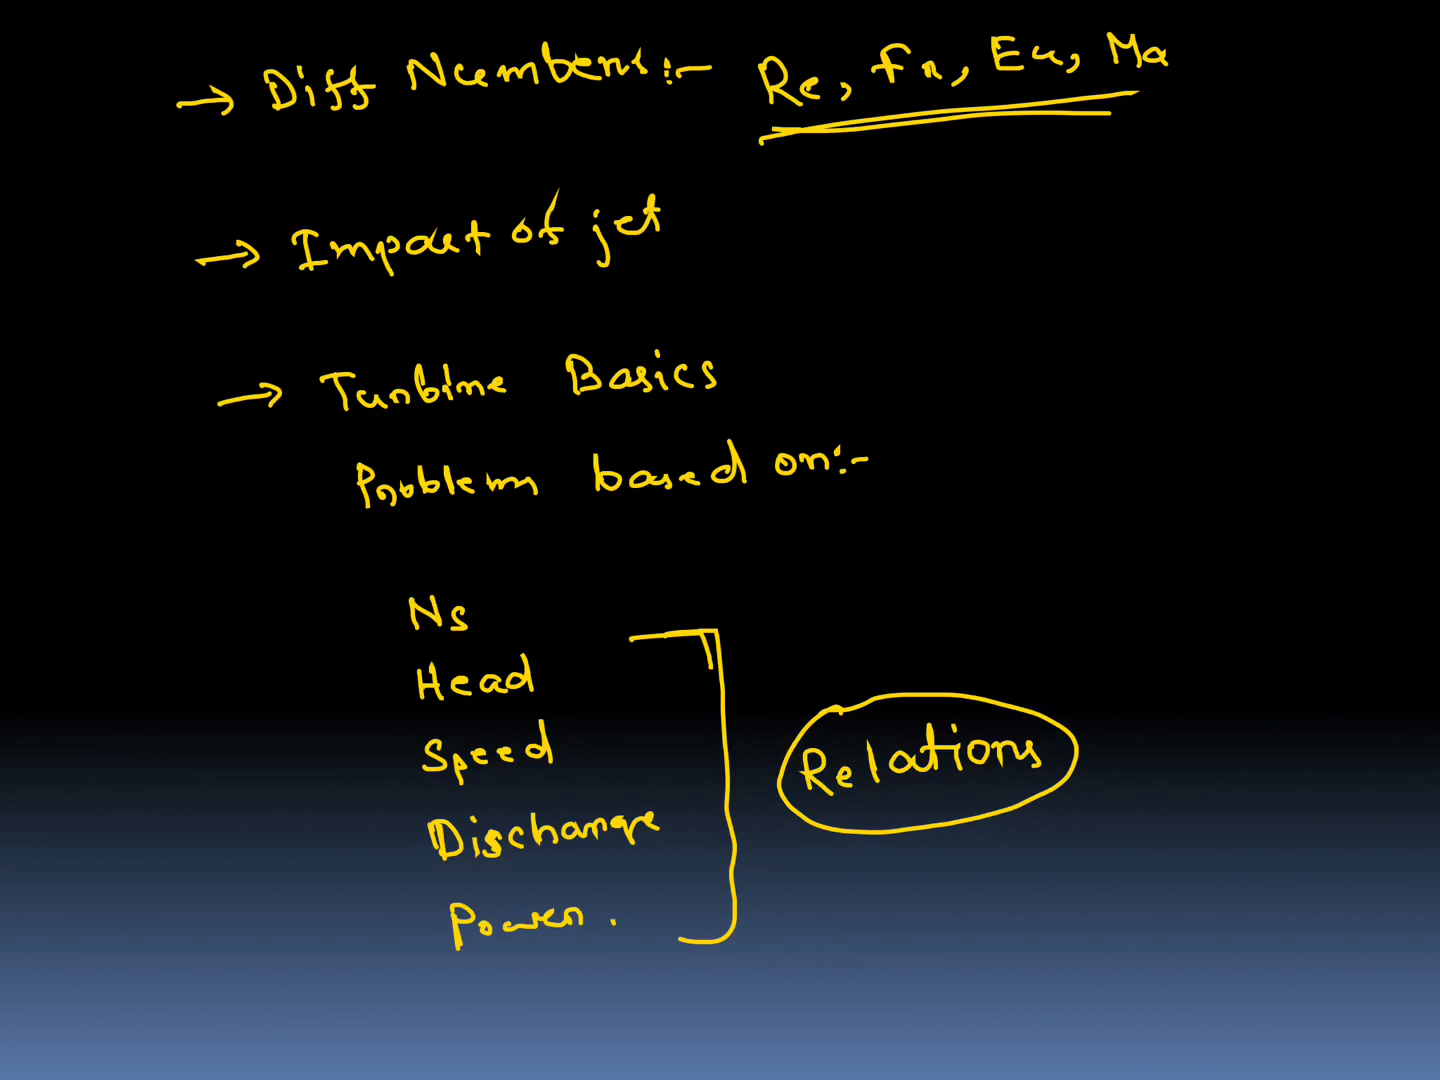 → Diff Numbers:- Re, Fr, Eu, Ma
→ Impact of jet
→ Turbine Basics
Problems based on:-
Ns
Head
Speed
Discharge
Power.
Relations